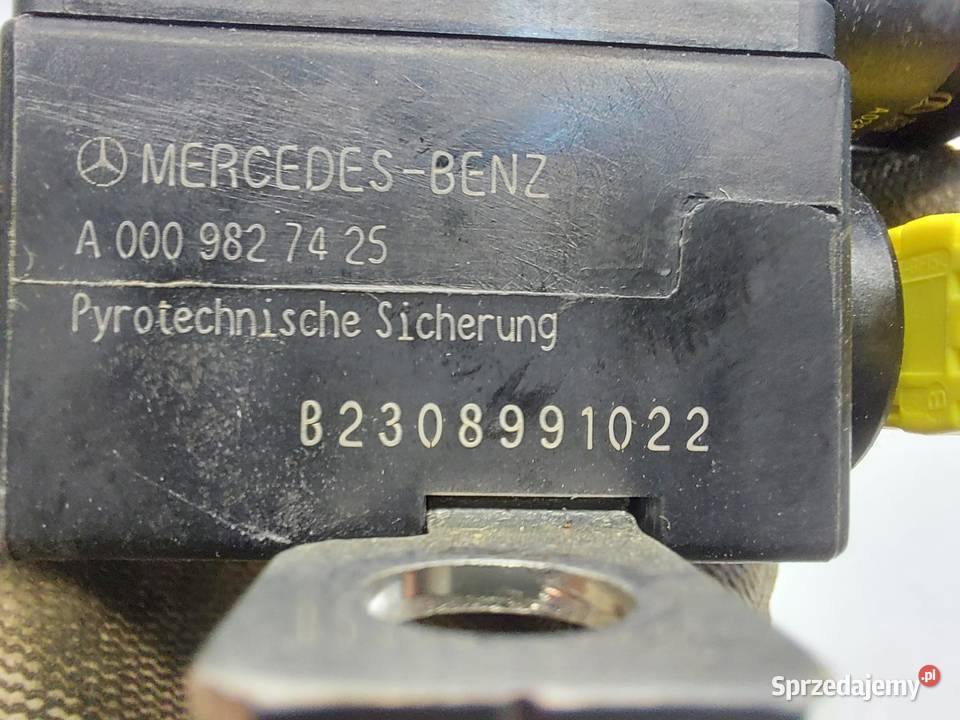 MERCEDES-BENZ
A 000 982 74 25
Pyrotechnische Sicherung
B2308991022
Sprzedajemy.pl